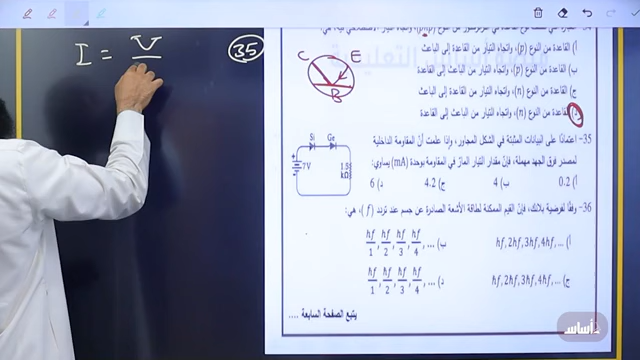 I = V
35
C E
B
أ) القاعدة من النوع (p)، واتجاه التيار من القاعدة إلى الباعث
ب) القاعدة من النوع (p)، واتجاه التيار من الباعث إلى القاعدة
ج) القاعدة من النوع (n)، واتجاه التيار من القاعدة إلى الباعث
د) القاعدة من النوع (n)، واتجاه التيار من الباعث إلى القاعدة
35- اعتمادًا على البيانات المثبتة في الشكل المجاور، وإذا علمت أنّ المقاومة الداخلية
لمصدر فرق الجهد مهملة، فإنّ مقدار التيار المارّ في المقاومة بوحدة (mA) يساوي:
أ) 0.2 ب) 4 ج) 4.2 د) 6
Si Ge
7V
kΩ
36- وفقًا لفرضية بلانك، فإنّ القيم الممكنة لطاقة الأشعة الصادرة عن جسم عند تردد (f)، هي:
أ) hf, 2hf, 3hf, 4hf, ... ب) hf/1, hf/2, hf/3, hf/4, ...
ج) hf, 2hf, 3hf, 4hf, ... د) hf/1, hf/2, hf/3, hf/4, ...
يتبع الصفحة السابعة ....
أساس